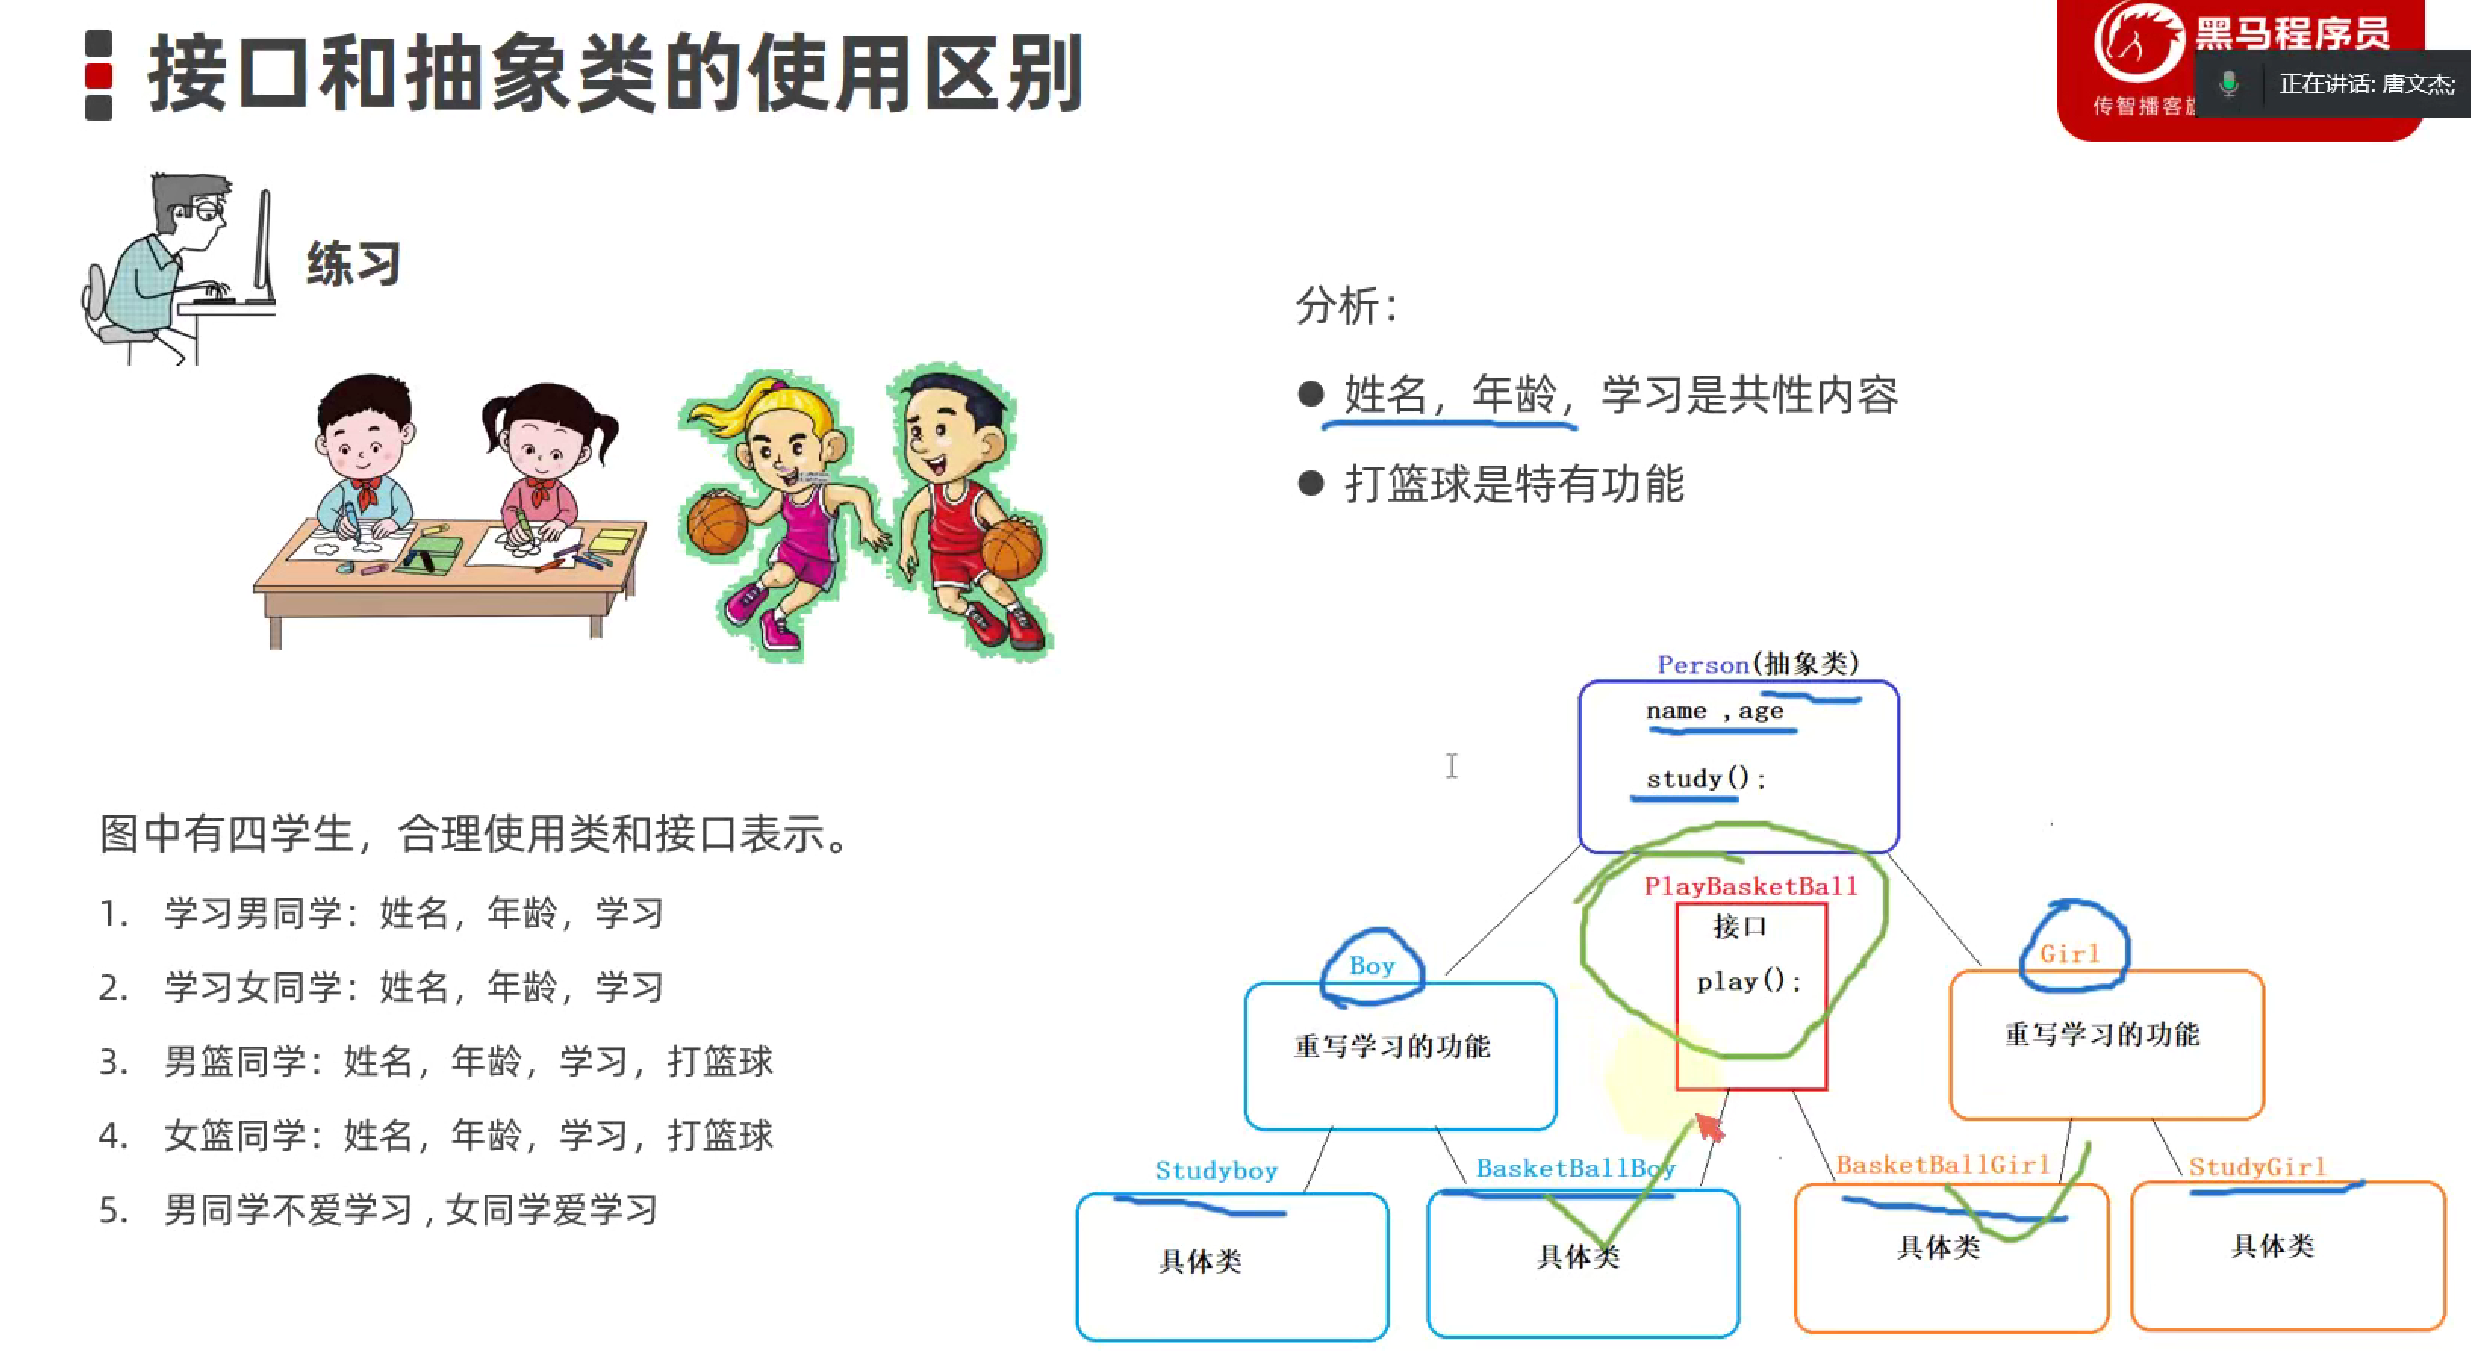 接口和抽象类的使用区别
黑马程序员
传智播客旗
正在讲话: 唐文杰;
练习
分析：
姓名，年龄，学习是共性内容
打篮球是特有功能
图中有四学生，合理使用类和接口表示。
1. 学习男同学：姓名，年龄，学习
2. 学习女同学：姓名，年龄，学习
3. 男篮同学：姓名，年龄，学习，打篮球
4. 女篮同学：姓名，年龄，学习，打篮球
5. 男同学不爱学习 , 女同学爱学习
Person(抽象类)
name ,age
study();
PlayBasketBall
接口
play();
Boy
重写学习的功能
Girl
重写学习的功能
Studyboy
具体类
BasketBallBoy
具体类
BasketBallGirl
具体类
StudyGirl
具体类